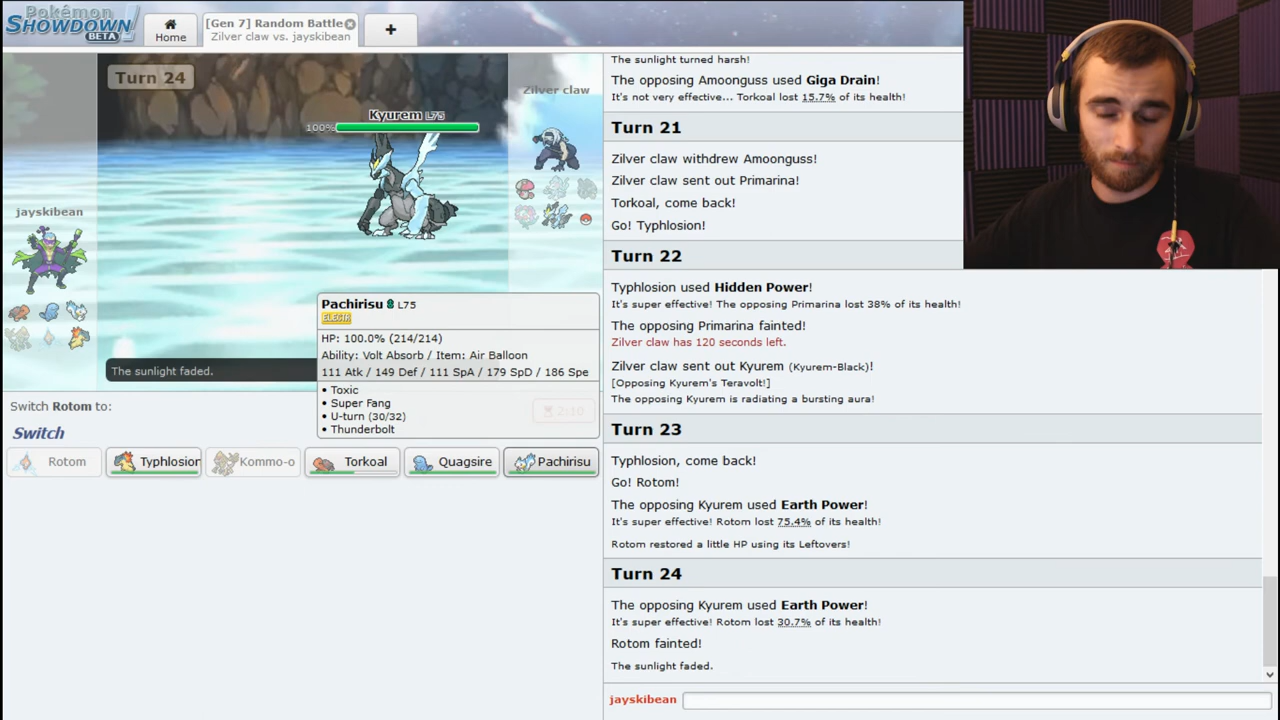 Pokémon
SHOWDOWN!
BETA
Home
[Gen 7] Random Battle
Zilver claw vs. jayskibean
+
Turn 24
Kyurem L75
100%
Zilver claw
jayskibean
The sunlight faded.
Pachirisu L75
ELECTR
HP: 100.0% (214/214)
Ability: Volt Absorb / Item: Air Balloon
111 Atk / 149 Def / 111 SpA / 179 SpD / 186 Spe
• Toxic
• Super Fang
• U-turn (30/32)
• Thunderbolt
Switch Rotom to:
2:10
Switch
Rotom
Typhlosion
Kommo-o
Torkoal
Quagsire
Pachirisu
The sunlight turned harsh!
The opposing Amoonguss used Giga Drain!
It's not very effective... Torkoal lost 15.7% of its health!
Turn 21
Zilver claw withdrew Amoonguss!
Zilver claw sent out Primarina!
Torkoal, come back!
Go! Typhlosion!
Turn 22
Typhlosion used Hidden Power!
It's super effective! The opposing Primarina lost 38% of its health!
The opposing Primarina fainted!
Zilver claw has 120 seconds left.
Zilver claw sent out Kyurem (Kyurem-Black)!
[Opposing Kyurem's Teravolt!]
The opposing Kyurem is radiating a bursting aura!
Turn 23
Typhlosion, come back!
Go! Rotom!
The opposing Kyurem used Earth Power!
It's super effective! Rotom lost 75.4% of its health!
Rotom restored a little HP using its Leftovers!
Turn 24
The opposing Kyurem used Earth Power!
It's super effective! Rotom lost 30.7% of its health!
Rotom fainted!
The sunlight faded.
jayskibean